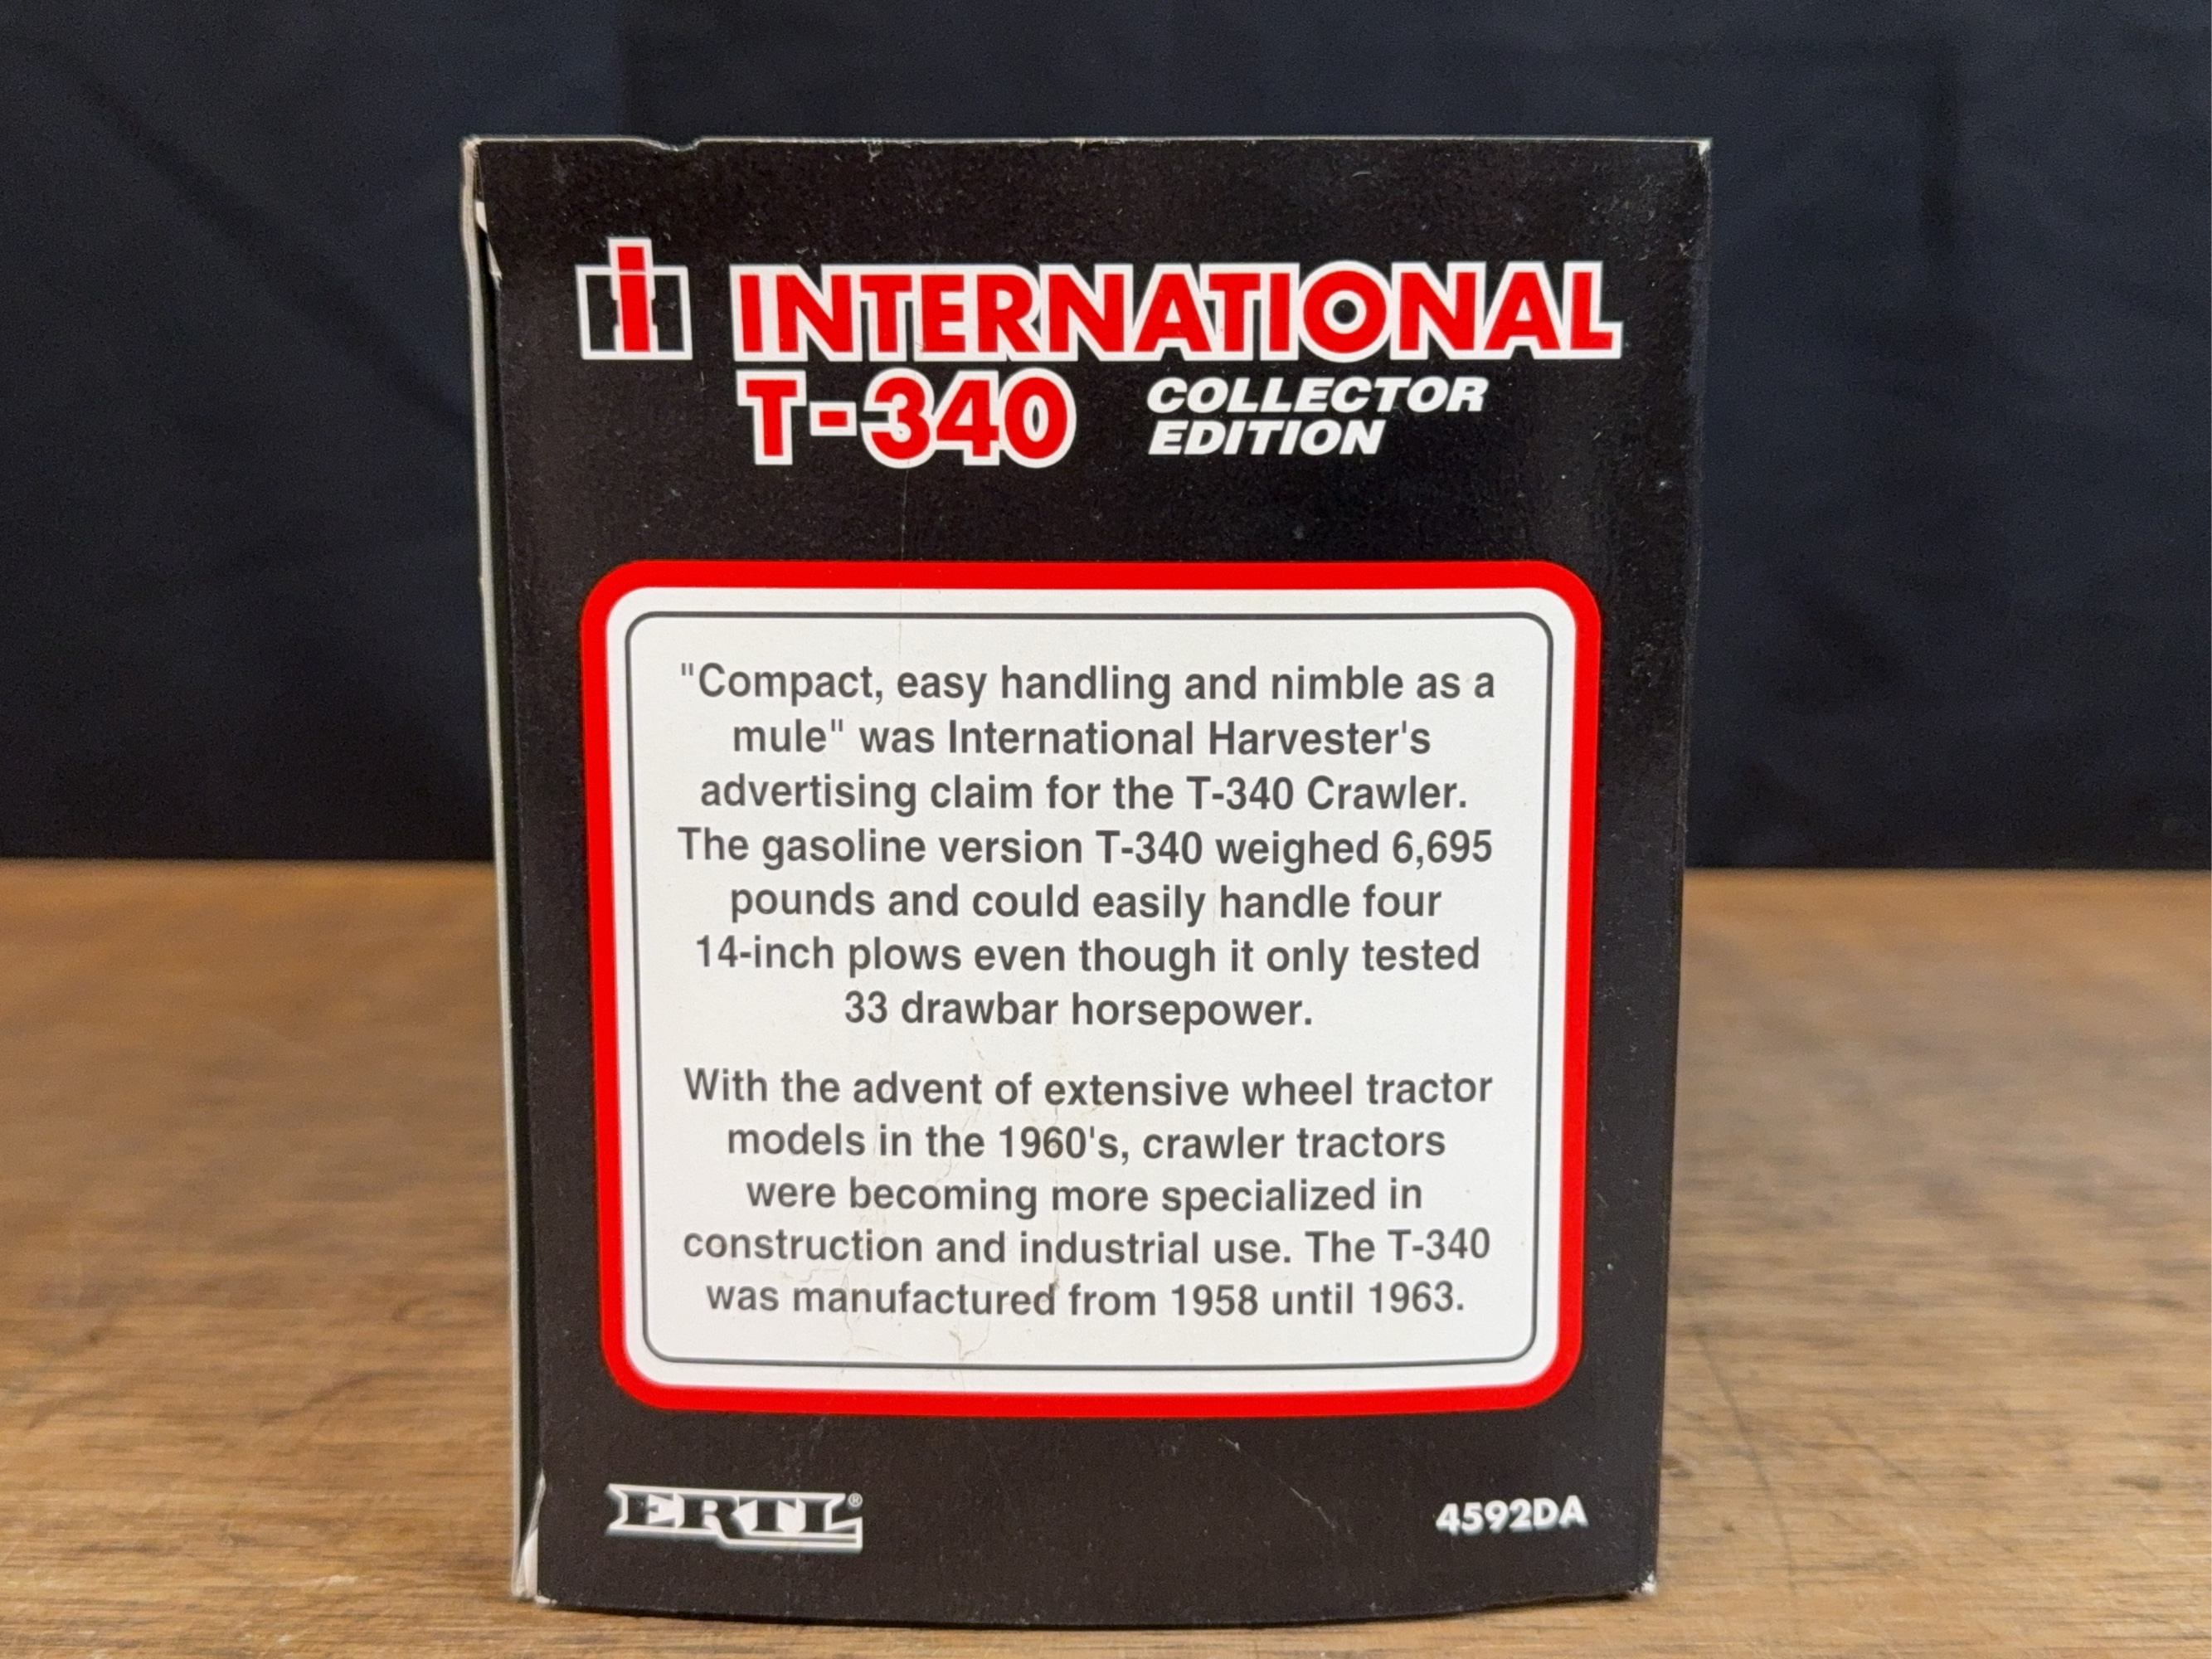 INTERNATIONAL
T-340 COLLECTOR
EDITION
"Compact, easy handling and nimble as a
mule" was International Harvester's
advertising claim for the T-340 Crawler.
The gasoline version T-340 weighed 6,695
pounds and could easily handle four
14-inch plows even though it only tested
33 drawbar horsepower.
With the advent of extensive wheel tractor
models in the 1960's, crawler tractors
were becoming more specialized in
construction and industrial use. The T-340
was manufactured from 1958 until 1963.
ERTL®
4592DA